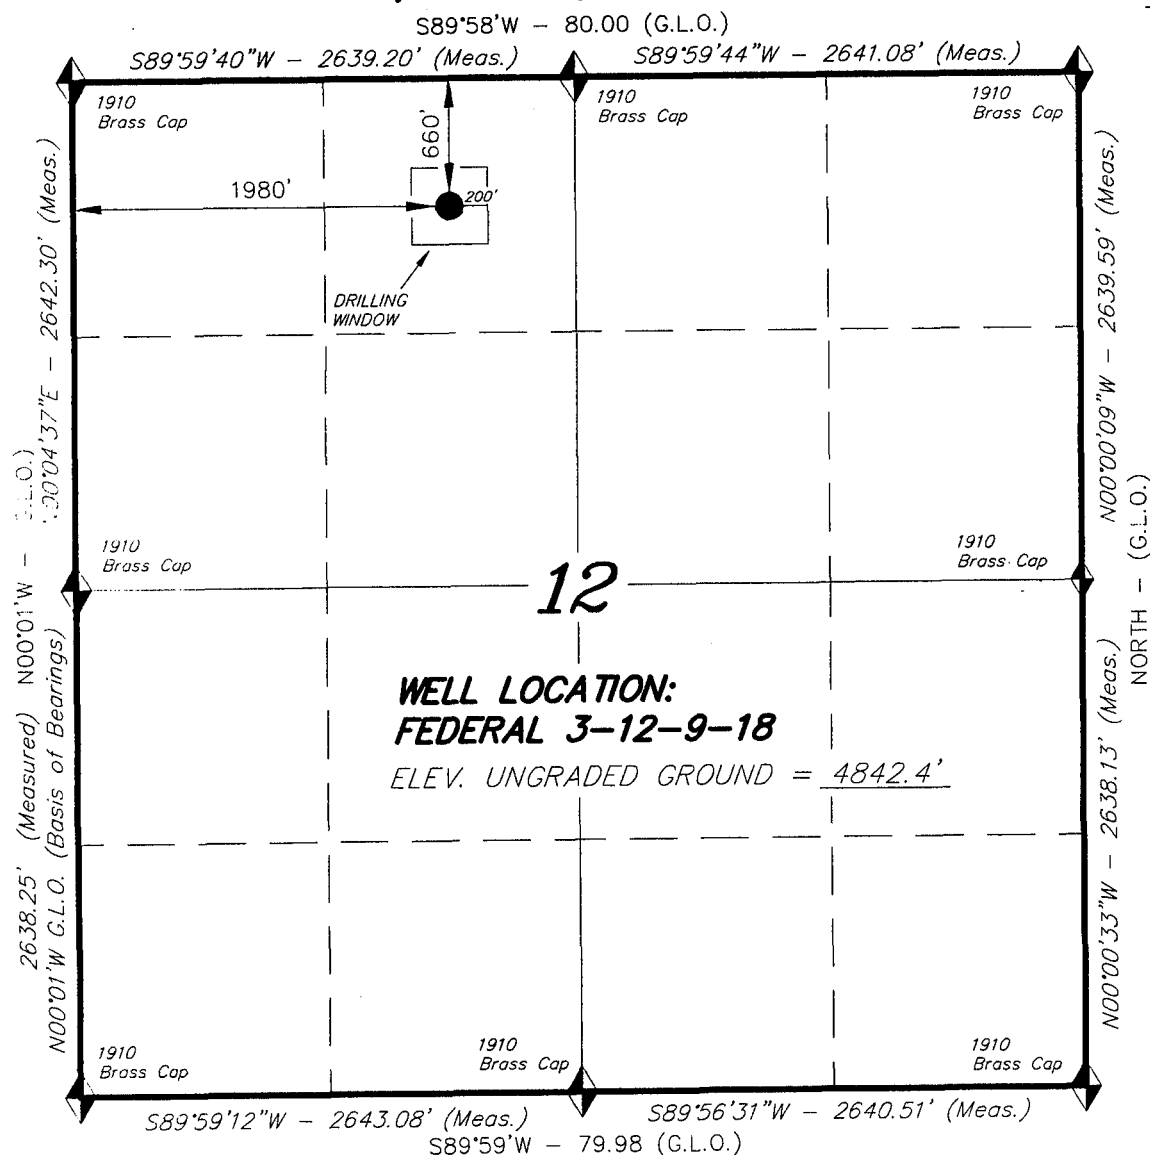 S89°58'W – 80.00 (G.L.O.)
S89°59'40"W – 2639.20' (Meas.)
S89°59'44"W – 2641.08' (Meas.)
1910
Brass Cap
1910
Brass Cap
1910
Brass Cap
660'
1980'
200'
DRILLING
WINDOW
00°04'37"E – 2642.30' (Meas.)
N00°01'W – G.L.O.)
N00°00'09"W – 2639.59' (Meas.)
NORTH – (G.L.O.)
1910
Brass Cap
1910
Brass Cap
12
WELL LOCATION:
FEDERAL 3–12–9–18
ELEV. UNGRADED GROUND = 4842.4'
2638.25' (Measured)
N00°01'W G.L.O. (Basis of Bearings)
N00°00'33"W – 2638.13' (Meas.)
1910
Brass Cap
1910
Brass Cap
1910
Brass Cap
S89°59'12"W – 2643.08' (Meas.)
S89°56'31"W – 2640.51' (Meas.)
S89°59'W – 79.98 (G.L.O.)